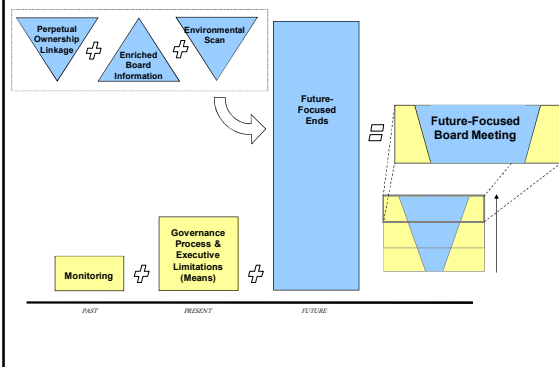 Perpetual
Ownership
Linkage
Enriched
Board
Information
Environmental
Scan
Future-
Focused
Ends
Future-Focused
Board Meeting
Monitoring
Governance
Process &
Executive
Limitations
(Means)
PAST
PRESENT
FUTURE